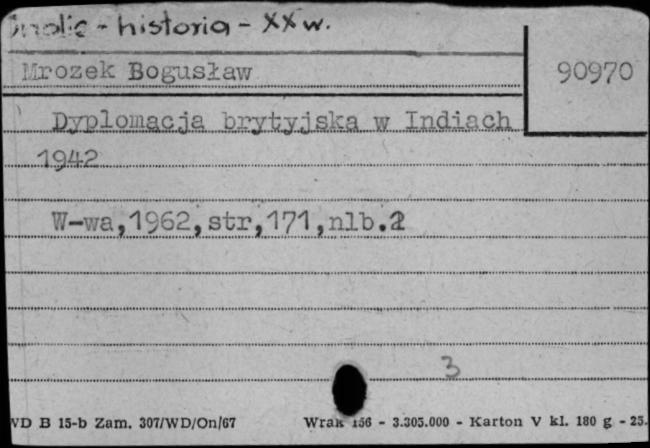 - historia - XX w.
Mrozek Bogusław
90970
Dyplomacja brytyjska w Indiach
1942
W-wa,1962,str,171,nlb.2
3
WD B 15-b Zam. 307/WD/On/67
Wrak 156 - 3.305.000 - Karton V kl. 180 g - 25.